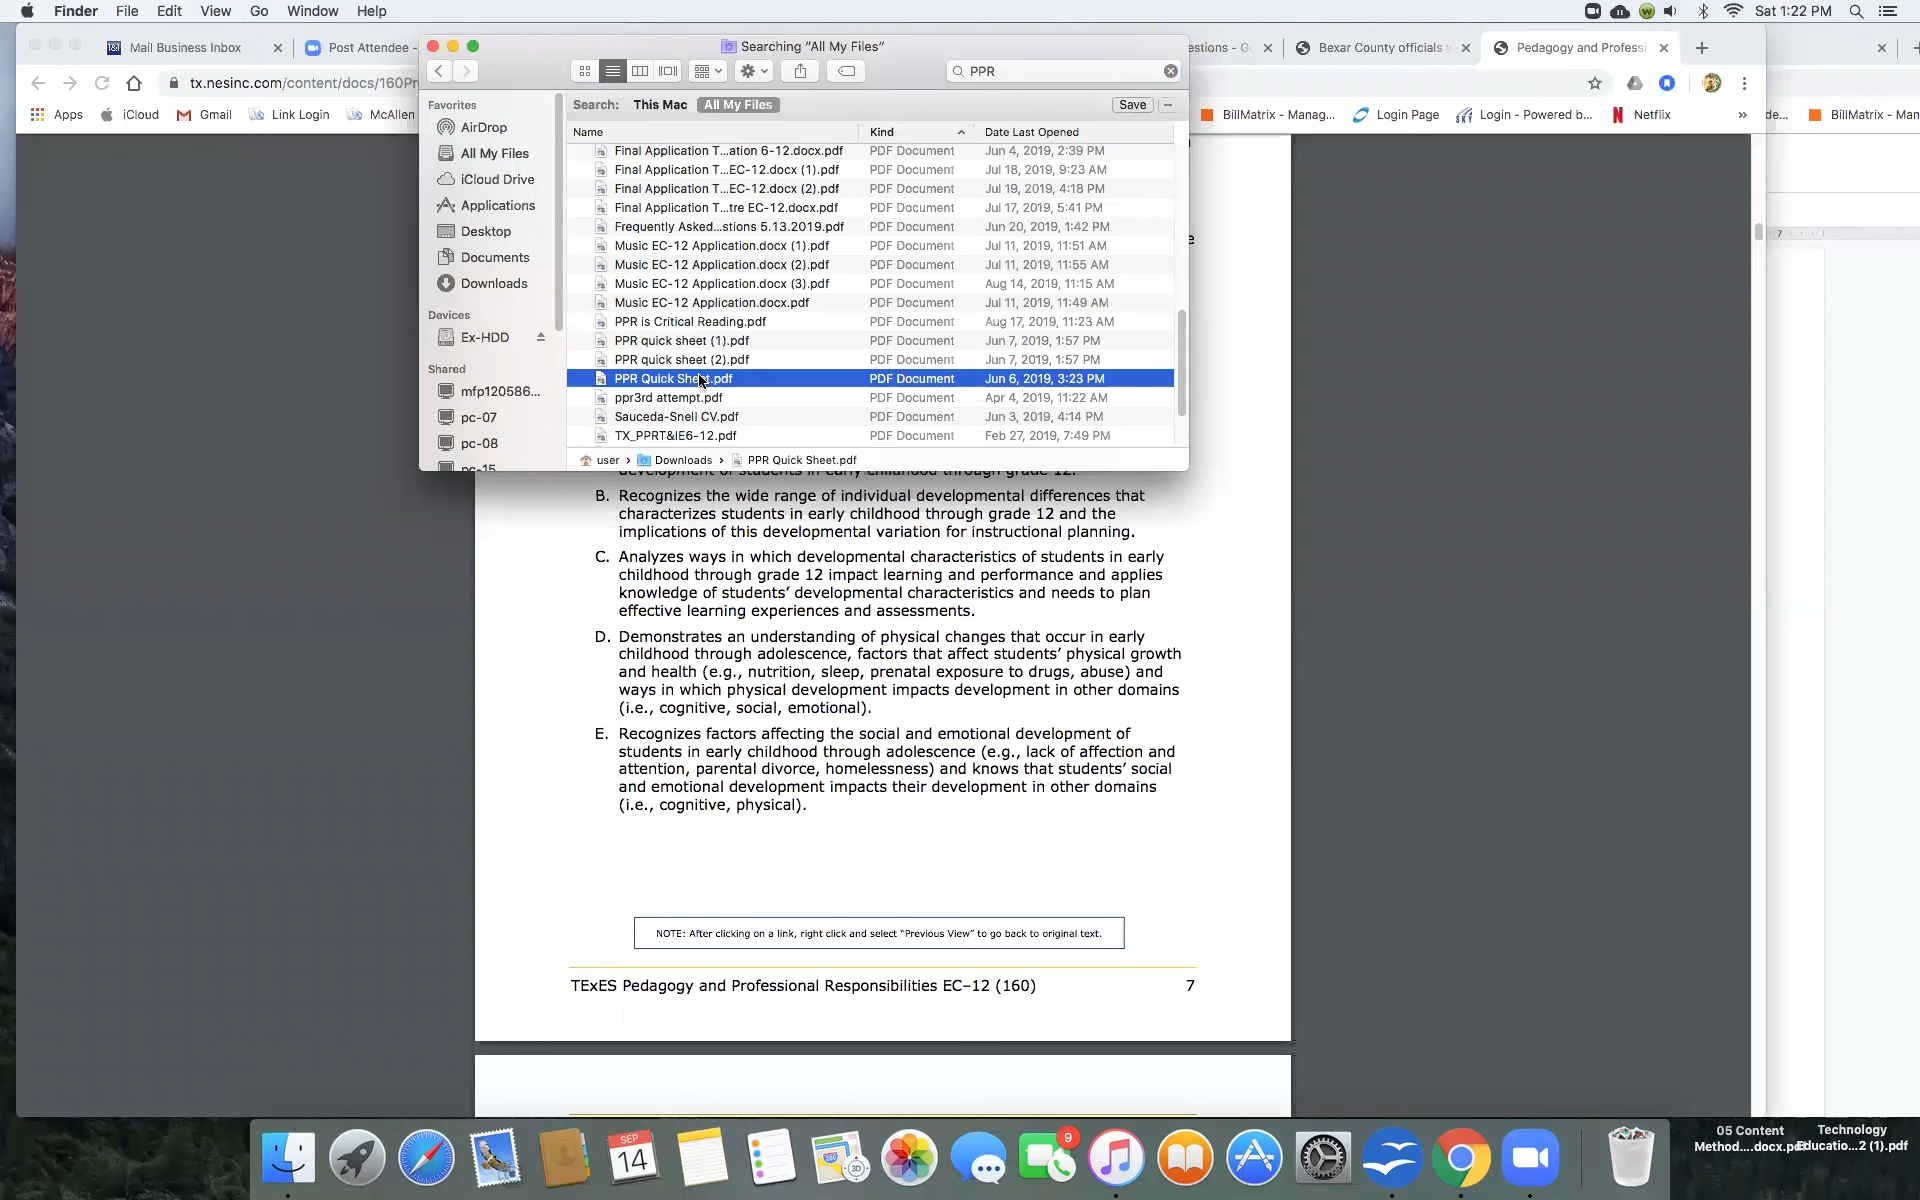 Finder File Edit View Go Window Help
Sat 1:22 PM
Mail Business Inbox
Post Attendee -
Searching “All My Files”
estions - G
Bexar County officials
Pedagogy and Professi
tx.nesinc.com/content/docs/160Pr
PPR
Apps iCloud Gmail Link Login McAllen
BillMatrix - Manag... Login Page Login - Powered b... Netflix » de... BillMatrix - Mana
Favorites
AirDrop
All My Files
iCloud Drive
Applications
Desktop
Documents
Downloads
Devices
Ex-HDD
Shared
mfp120586...
pc-07
pc-08
pc-15
Search: This Mac All My Files Save
Name Kind Date Last Opened
Final Application T...ation 6-12.docx.pdf PDF Document Jun 4, 2019, 2:39 PM
Final Application T...EC-12.docx (1).pdf PDF Document Jul 18, 2019, 9:23 AM
Final Application T...EC-12.docx (2).pdf PDF Document Jul 19, 2019, 4:18 PM
Final Application T...tre EC-12.docx.pdf PDF Document Jul 17, 2019, 5:41 PM
Frequently Asked...stions 5.13.2019.pdf PDF Document Jun 20, 2019, 1:42 PM
Music EC-12 Application.docx (1).pdf PDF Document Jul 11, 2019, 11:51 AM
Music EC-12 Application.docx (2).pdf PDF Document Jul 11, 2019, 11:55 AM
Music EC-12 Application.docx (3).pdf PDF Document Aug 14, 2019, 11:15 AM
Music EC-12 Application.docx.pdf PDF Document Jul 11, 2019, 11:49 AM
PPR is Critical Reading.pdf PDF Document Aug 17, 2019, 11:23 AM
PPR quick sheet (1).pdf PDF Document Jun 7, 2019, 1:57 PM
PPR quick sheet (2).pdf PDF Document Jun 7, 2019, 1:57 PM
PPR Quick Sheet.pdf PDF Document Jun 6, 2019, 3:23 PM
ppr3rd attempt.pdf PDF Document Apr 4, 2019, 11:22 AM
Sauceda-Snell CV.pdf PDF Document Jun 3, 2019, 4:14 PM
TX_PPRT&IE6-12.pdf PDF Document Feb 27, 2019, 7:49 PM
user › Downloads › PPR Quick Sheet.pdf
e
7
development of students in early childhood through grade 12.
B. Recognizes the wide range of individual developmental differences that
characterizes students in early childhood through grade 12 and the
implications of this developmental variation for instructional planning.
C. Analyzes ways in which developmental characteristics of students in early
childhood through grade 12 impact learning and performance and applies
knowledge of students’ developmental characteristics and needs to plan
effective learning experiences and assessments.
D. Demonstrates an understanding of physical changes that occur in early
childhood through adolescence, factors that affect students’ physical growth
and health (e.g., nutrition, sleep, prenatal exposure to drugs, abuse) and
ways in which physical development impacts development in other domains
(i.e., cognitive, social, emotional).
E. Recognizes factors affecting the social and emotional development of
students in early childhood through adolescence (e.g., lack of affection and
attention, parental divorce, homelessness) and knows that students’ social
and emotional development impacts their development in other domains
(i.e., cognitive, physical).
NOTE: After clicking on a link, right click and select “Previous View” to go back to original text.
TExES Pedagogy and Professional Responsibilities EC–12 (160) 7
SEP
14
3D
9
05 Content
Method....docx.pdf
Technology
Educatio...2 (1).pdf